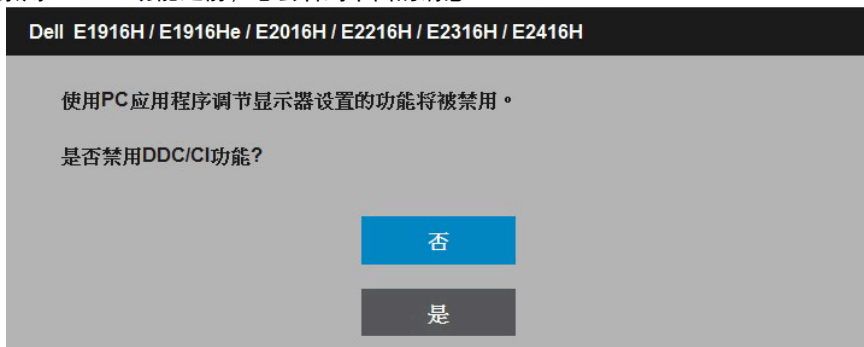 Dell E1916H / E1916He / E2016H / E2216H / E2316H / E2416H
使用PC应用程序调节显示器设置的功能将被禁用。
是否禁用DDC/CI功能?
否
是